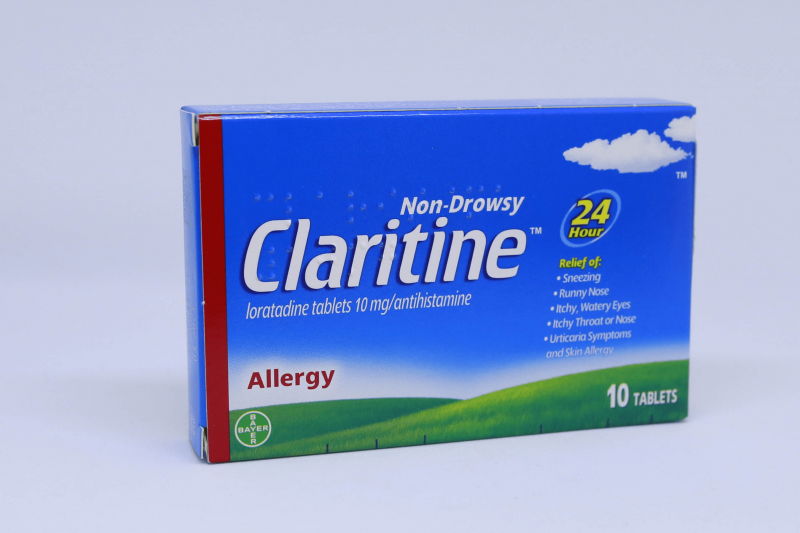 ™
Non-Drowsy
Claritine™
loratadine tablets 10 mg/antihistamine
24
Hour
Relief of:
• Sneezing
• Runny Nose
• Itchy, Watery Eyes
• Itchy Throat or Nose
• Urticaria Symptoms
and Skin Allergy
Allergy
BAYER
BAYER
10 TABLETS